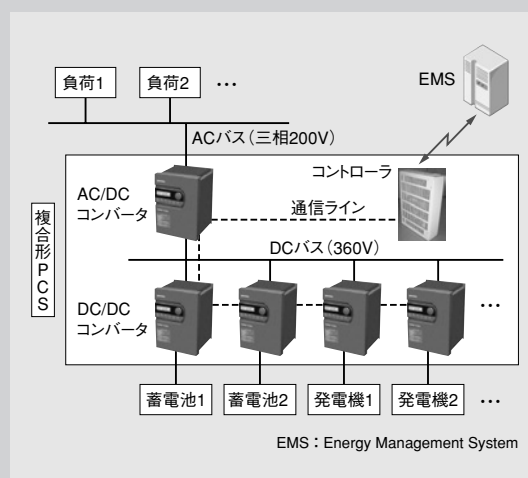 負荷1 負荷2 …
EMS
ACバス(三相200V)
コントローラ
AC/DC
コンバータ
通信ライン
複合形PCS
DCバス(360V)
DC/DC
コンバータ
…
蓄電池1 蓄電池2 発電機1 発電機2 …
EMS:Energy Management System